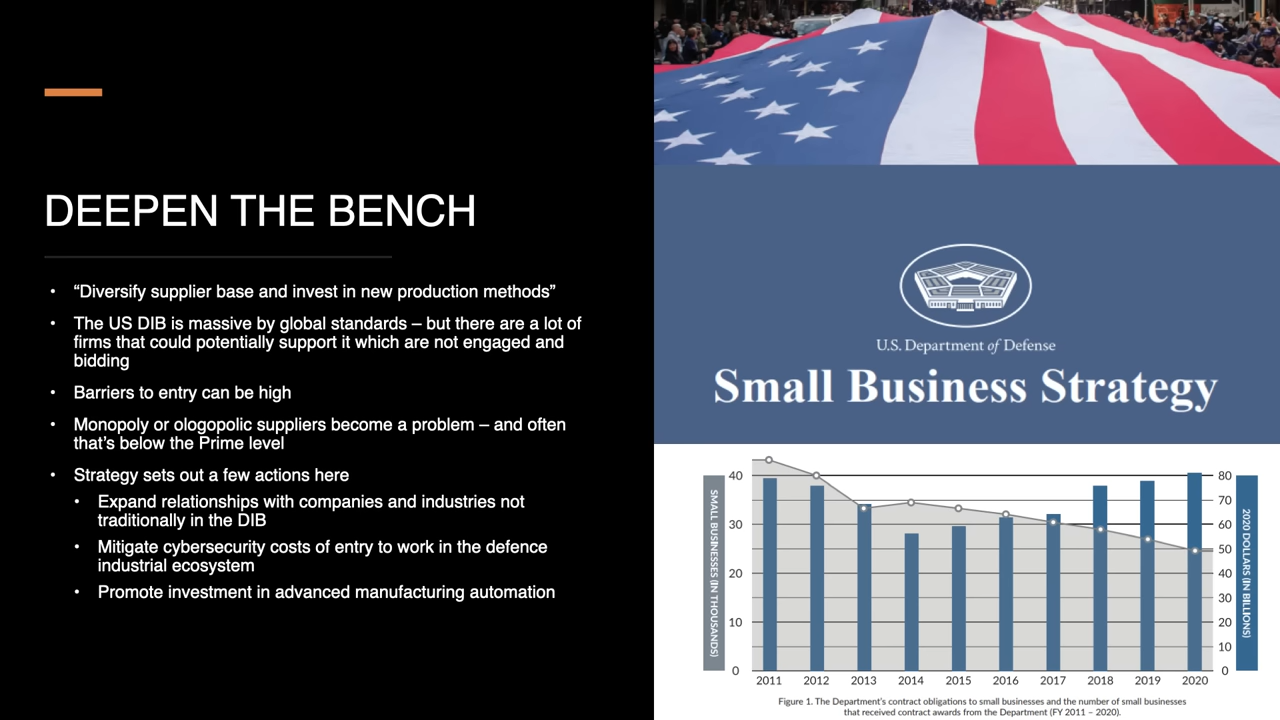 DEEPEN THE BENCH
• “Diversify supplier base and invest in new production methods”
• The US DIB is massive by global standards – but there are a lot of
firms that could potentially support it which are not engaged and
bidding
• Barriers to entry can be high
• Monopoly or ologopolic suppliers become a problem – and often
that’s below the Prime level
• Strategy sets out a few actions here
• Expand relationships with companies and industries not
traditionally in the DIB
• Mitigate cybersecurity costs of entry to work in the defence
industrial ecosystem
• Promote investment in advanced manufacturing automation
U.S. Department of Defense
Small Business Strategy
SMALL BUSINESSES (IN THOUSANDS)
40
30
20
10
0
80
70
60
50
40
30
20
10
0
2020 DOLLARS (IN BILLIONS)
2011 2012 2013 2014 2015 2016 2017 2018 2019 2020
Figure 1. The Department’s contract obligations to small businesses and the number of small businesses
that received contract awards from the Department (FY 2011 – 2020).